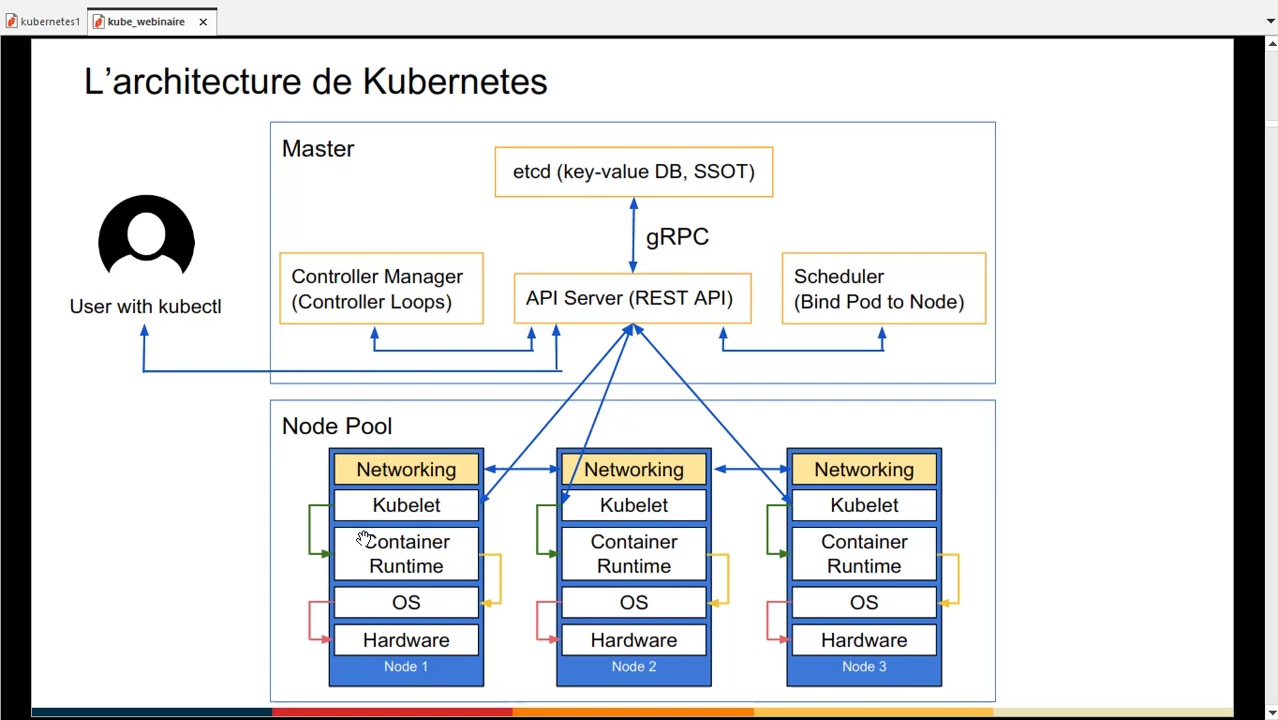 kubernetes1
kube_webinaire
L’architecture de Kubernetes
Master
etcd (key-value DB, SSOT)
gRPC
Controller Manager
(Controller Loops)
API Server (REST API)
Scheduler
(Bind Pod to Node)
User with kubectl
Node Pool
Networking
Kubelet
Container
Runtime
OS
Hardware
Node 1
Networking
Kubelet
Container
Runtime
OS
Hardware
Node 2
Networking
Kubelet
Container
Runtime
OS
Hardware
Node 3